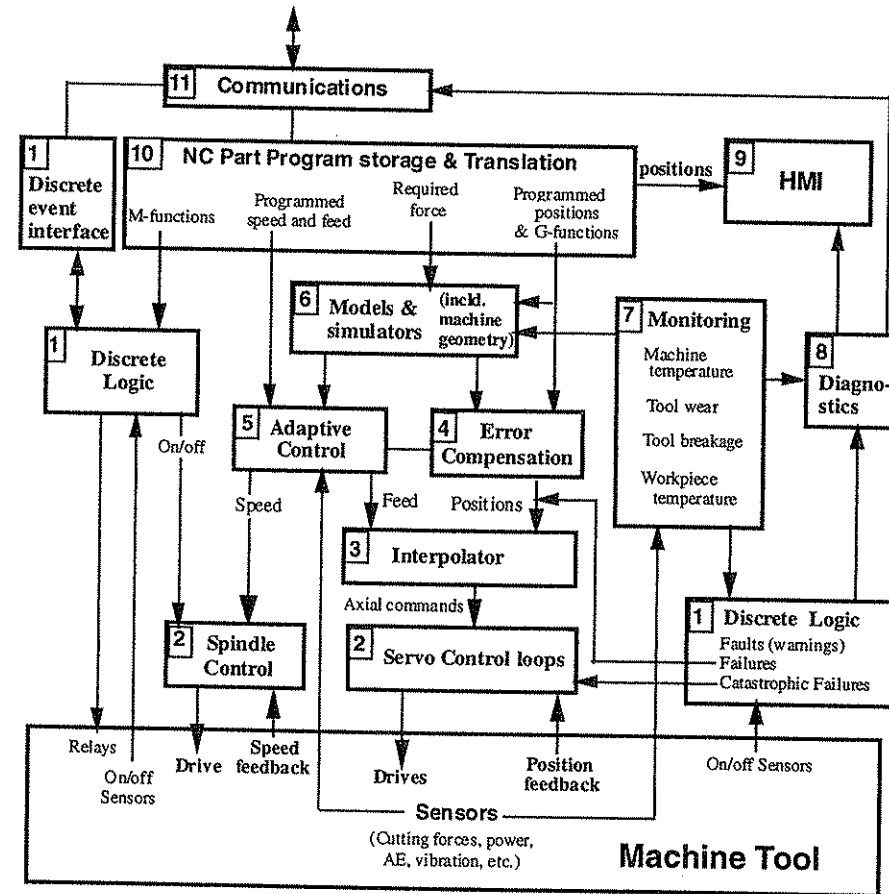 11 Communications
1
Discrete
event
interface
10 NC Part Program storage & Translation
M-functions
Programmed
speed and feed
Required
force
Programmed
positions
& G-functions
positions
9
HMI
6
Models &
simulators
(incl.
machine
geometry)
7 Monitoring
Machine
temperature
Tool wear
Tool breakage
Workpiece
temperature
8
Diagno-
stics
1
Discrete
Logic
On/off
5
Adaptive
Control
4
Error
Compensation
Speed
Feed
Positions
3
Interpolator
Axial commands
2
Spindle
Control
2
Servo Control loops
1
Discrete Logic
Faults (warnings)
Failures
Catastrophic Failures
Relays
On/off
Sensors
Drive
Speed
feedback
Drives
Position
feedback
On/off Sensors
Sensors
(Cutting forces, power,
AE, vibration, etc.)
Machine Tool